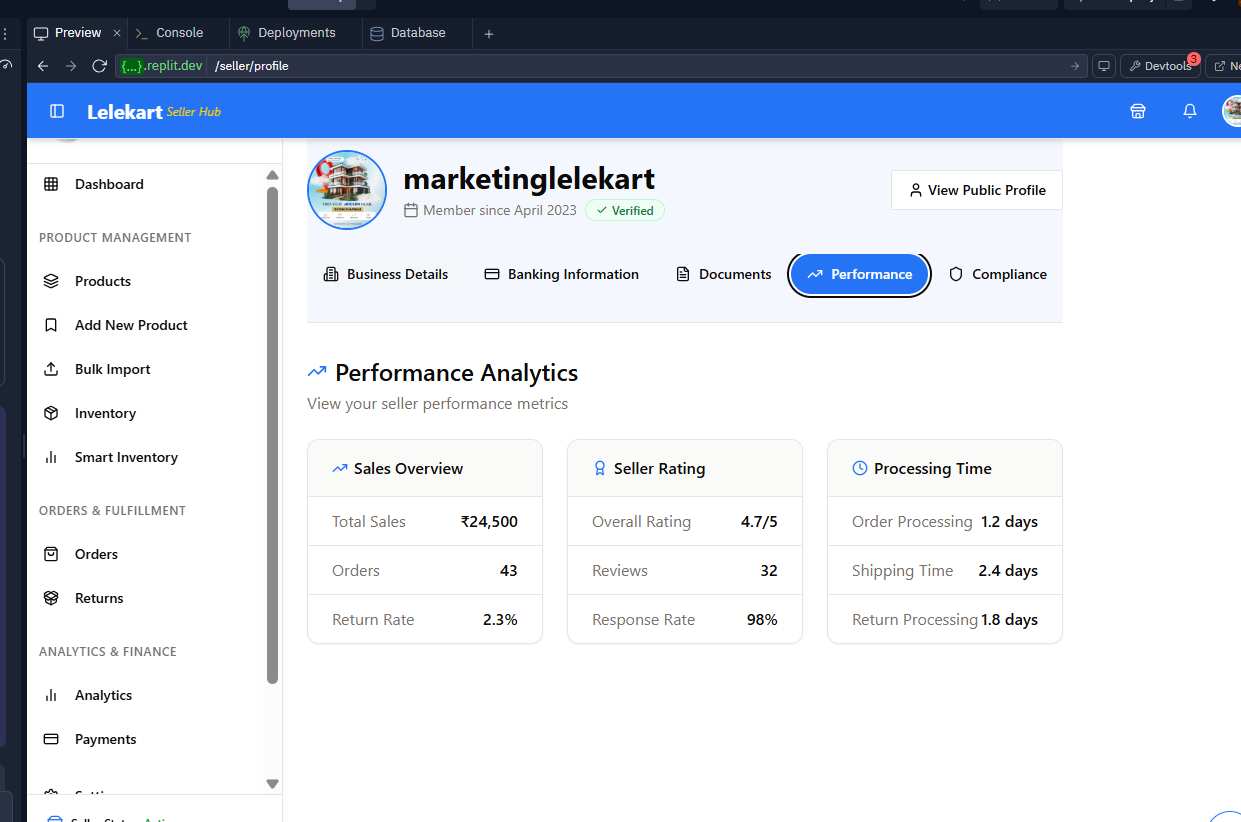 Preview
Console
Deployments
Database
{...}.replit.dev /seller/profile
Devtools
3
Lelekart Seller Hub
Dashboard
PRODUCT MANAGEMENT
Products
Add New Product
Bulk Import
Inventory
Smart Inventory
ORDERS & FULFILLMENT
Orders
Returns
ANALYTICS & FINANCE
Analytics
Payments
marketinglelekart
Member since April 2023
Verified
View Public Profile
Business Details
Banking Information
Documents
Performance
Compliance
Performance Analytics
View your seller performance metrics
Sales Overview
Total Sales ₹24,500
Orders 43
Return Rate 2.3%
Seller Rating
Overall Rating 4.7/5
Reviews 32
Response Rate 98%
Processing Time
Order Processing 1.2 days
Shipping Time 2.4 days
Return Processing 1.8 days